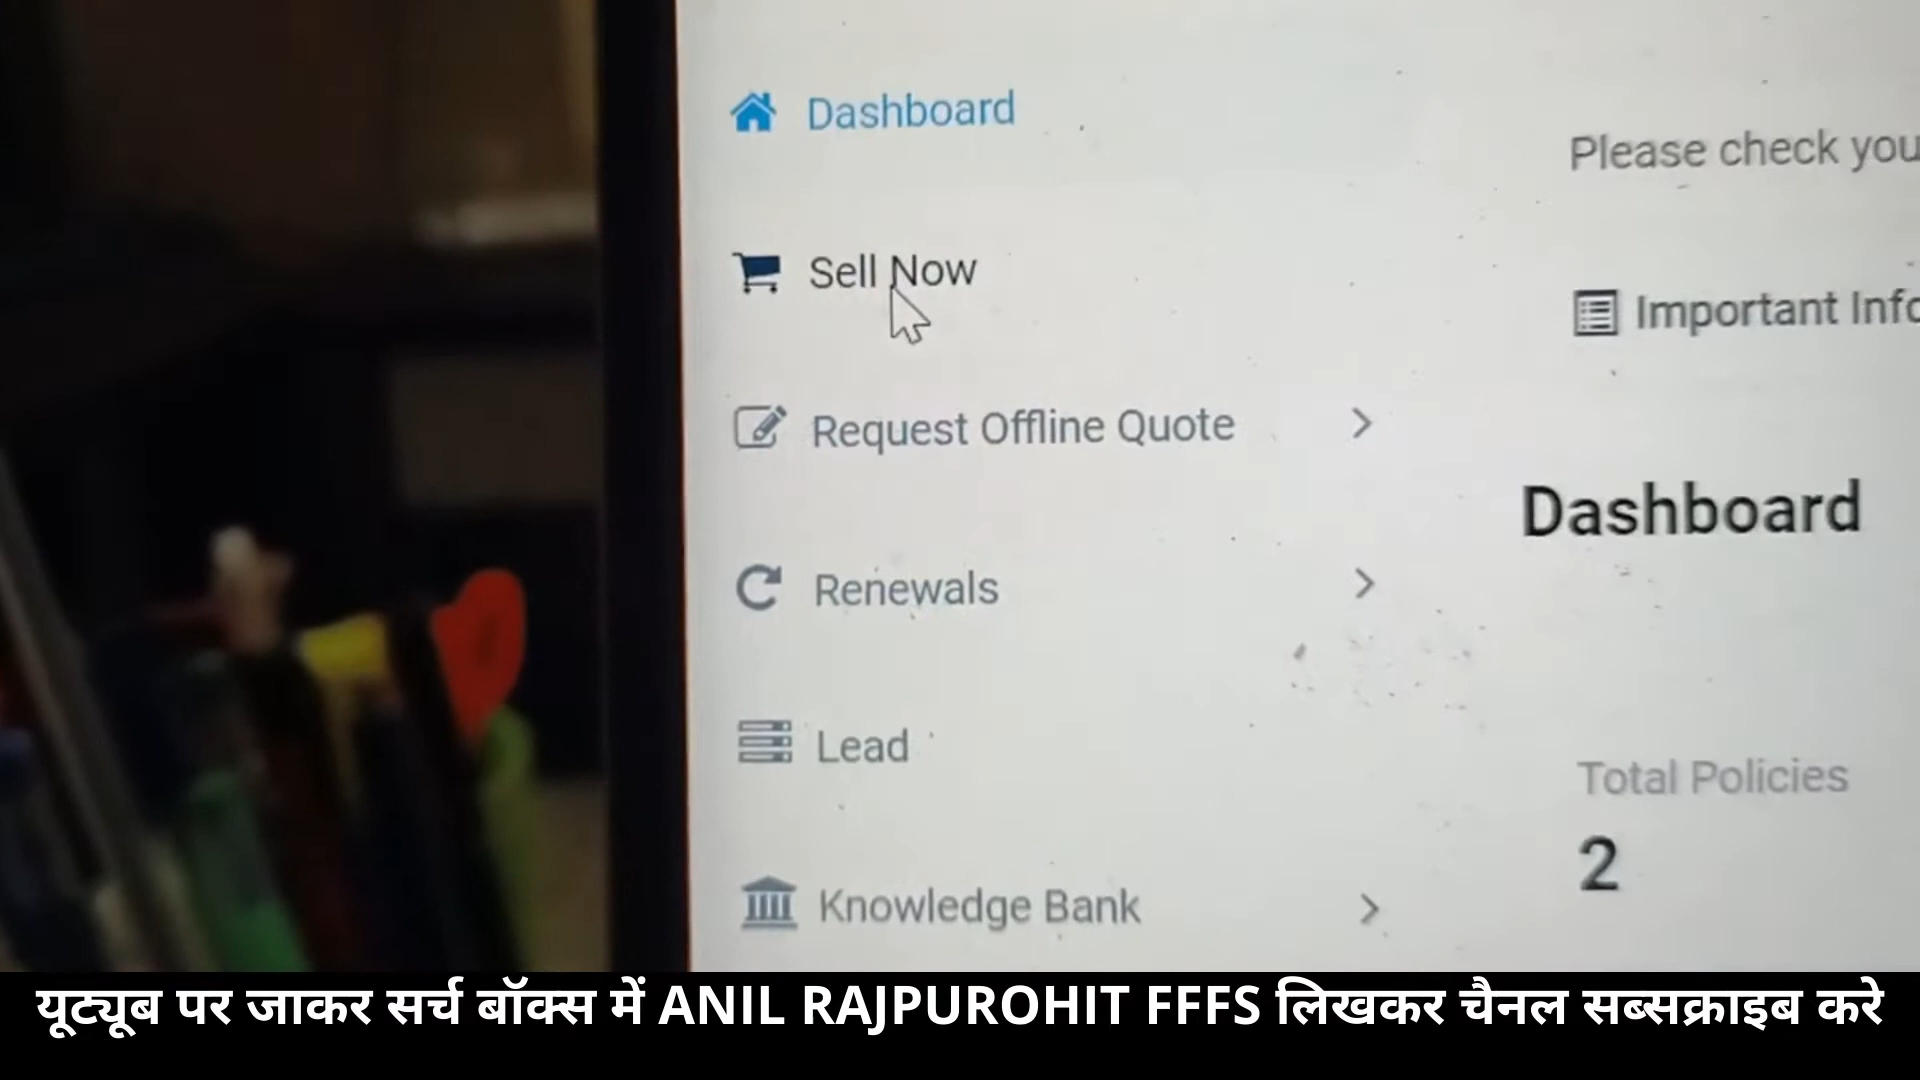 Dashboard
Please check you
Sell Now
Important Info
Request Offline Quote
Dashboard
Renewals
Lead
Total Policies
2
Knowledge Bank
यूट्यूब पर जाकर सर्च बॉक्स में ANIL RAJPUROHIT FFFS लिखकर चैनल सब्सक्राइब करे